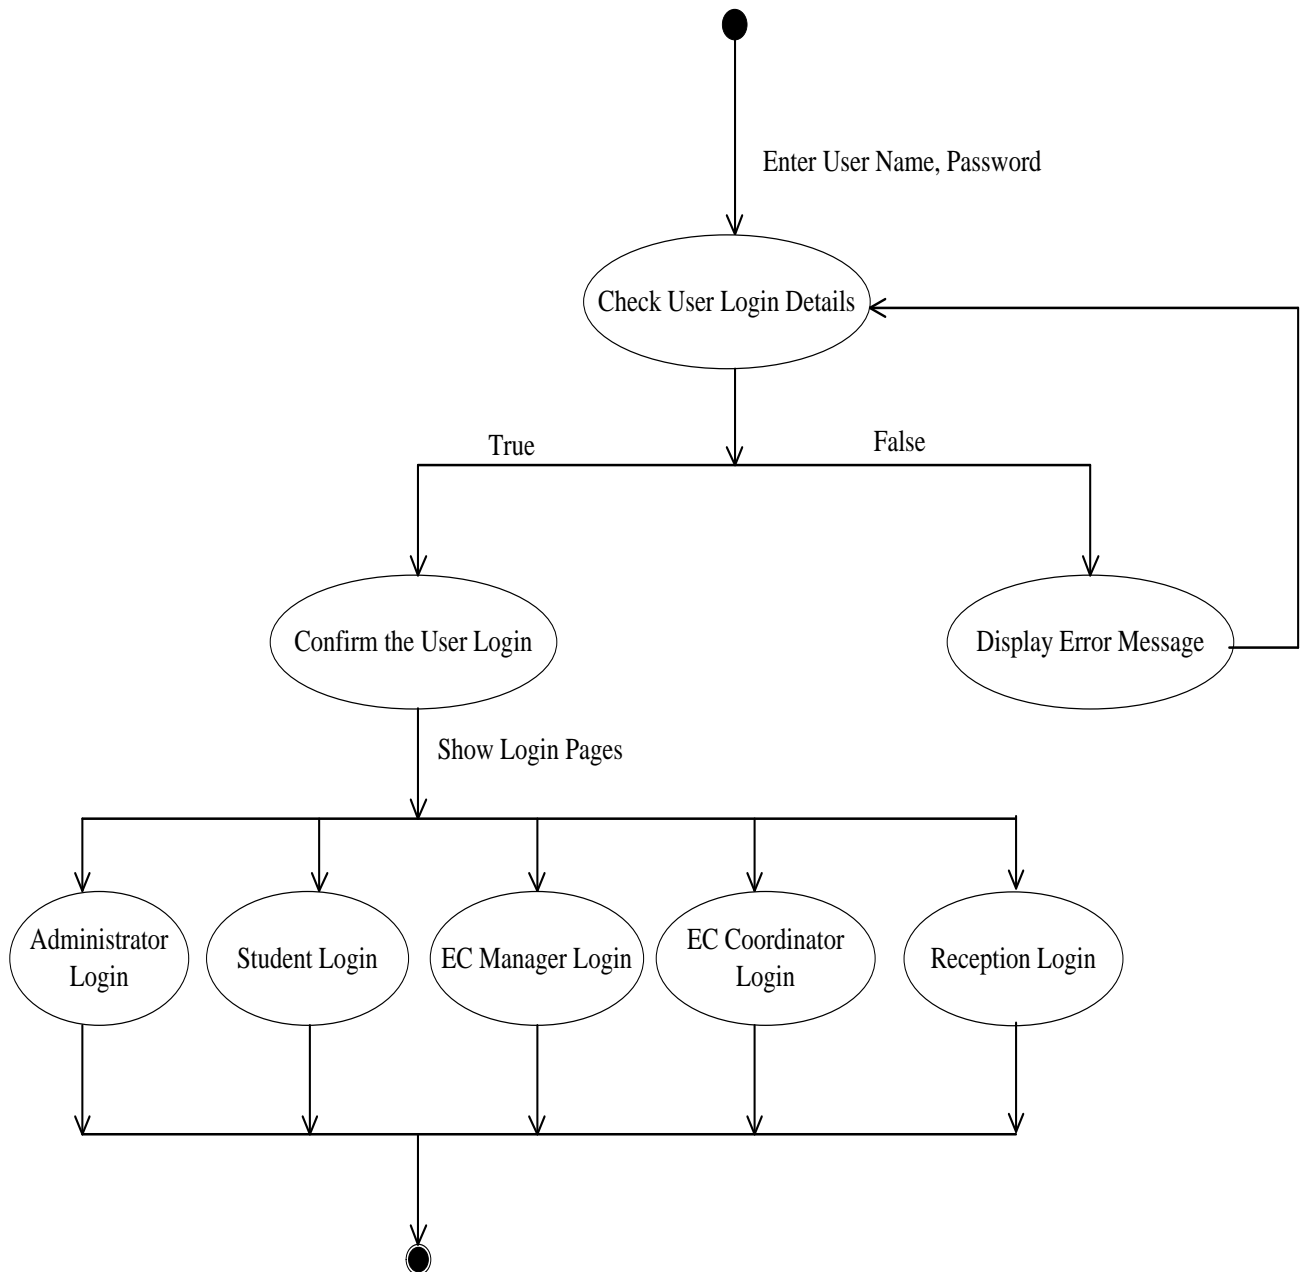 Enter User Name, Password
Check User Login Details
True
False
Confirm the User Login
Display Error Message
Show Login Pages
Administrator
Login
Student Login
EC Manager Login
EC Coordinator
Login
Reception Login